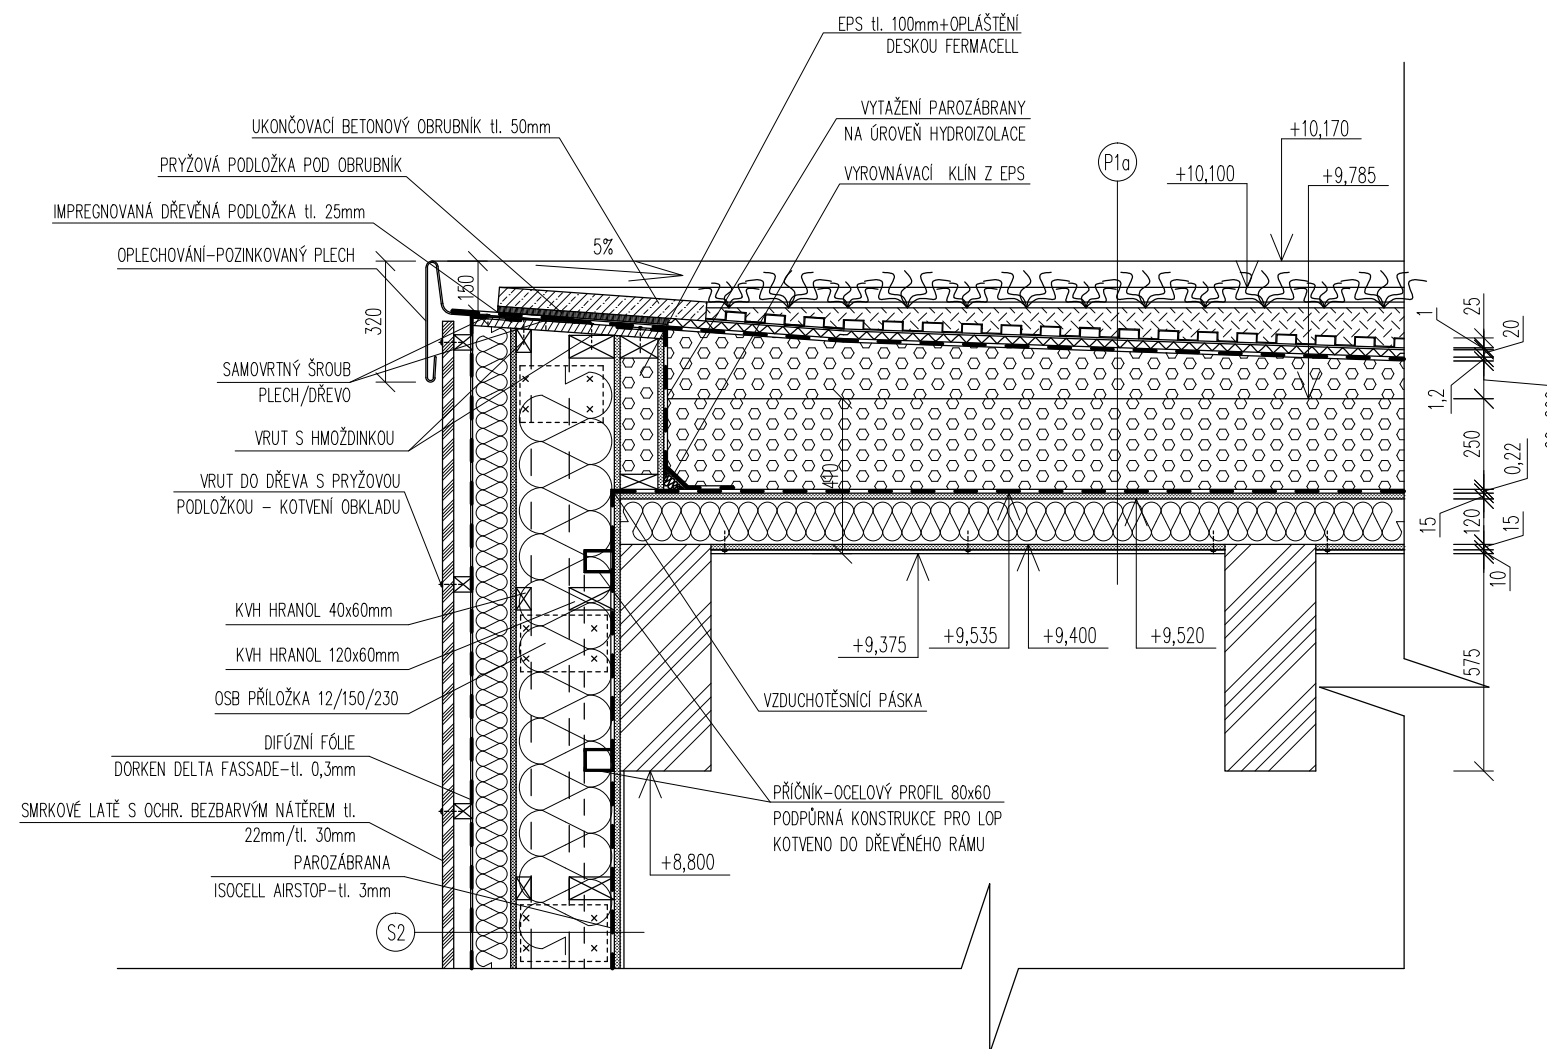 EPS tl. 100mm+OPLÁŠTĚNÍ
DESKOU FERMACELL
VYTAŽENÍ PAROZÁBRANY
NA ÚROVEŇ HYDROIZOLACE
VYROVNÁVACÍ KLÍN Z EPS
UKONČOVACÍ BETONOVÝ OBRUBNÍK tl. 50mm
PRYŽOVÁ PODLOŽKA POD OBRUBNÍK
IMPREGNOVANÁ DŘEVĚNÁ PODLOŽKA tl. 25mm
OPLECHOVÁNÍ-POZINKOVANÝ PLECH
5%
150
320
P1a
+10,170
+10,100
+9,785
SAMOVRTNÝ ŠROUB
PLECH/DŘEVO
VRUT S HMOŽDINKOU
VRUT DO DŘEVA S PRYŽOVOU
PODLOŽKOU - KOTVENÍ OBKLADU
KVH HRANOL 40x60mm
KVH HRANOL 120x60mm
OSB PŘÍLOŽKA 12/150/230
DIFÚZNÍ FÓLIE
DORKEN DELTA FASSADE-tl. 0,3mm
SMRKOVÉ LATĚ S OCHR. BEZBARVÝM NÁTĚREM tl.
22mm/tl. 30mm
PAROZÁBRANA
ISOCELL AIRSTOP-tl. 3mm
S2
410
+9,375
+9,535
+9,400
+9,520
VZDUCHOTĚSNÍCÍ PÁSKA
PŘÍČNÍK-OCELOVÝ PROFIL 80x60
PODPŮRNÁ KONSTRUKCE PRO LOP
KOTVENO DO DŘEVĚNÉHO RÁMU
+8,800
1
25
20
1,2
250
0,22
15
120
15
10
575